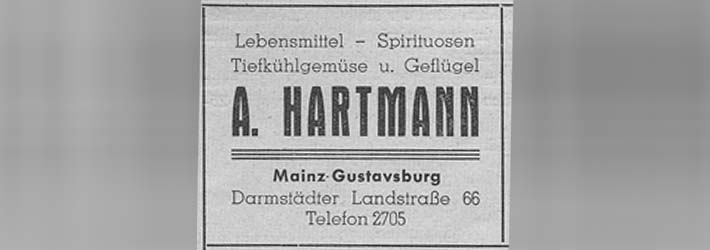 Lebensmittel – Spirituosen
Tiefkühlgemüse u. Geflügel
A. HARTMANN
Mainz-Gustavsburg
Darmstädter Landstraße 66
Telefon 2705